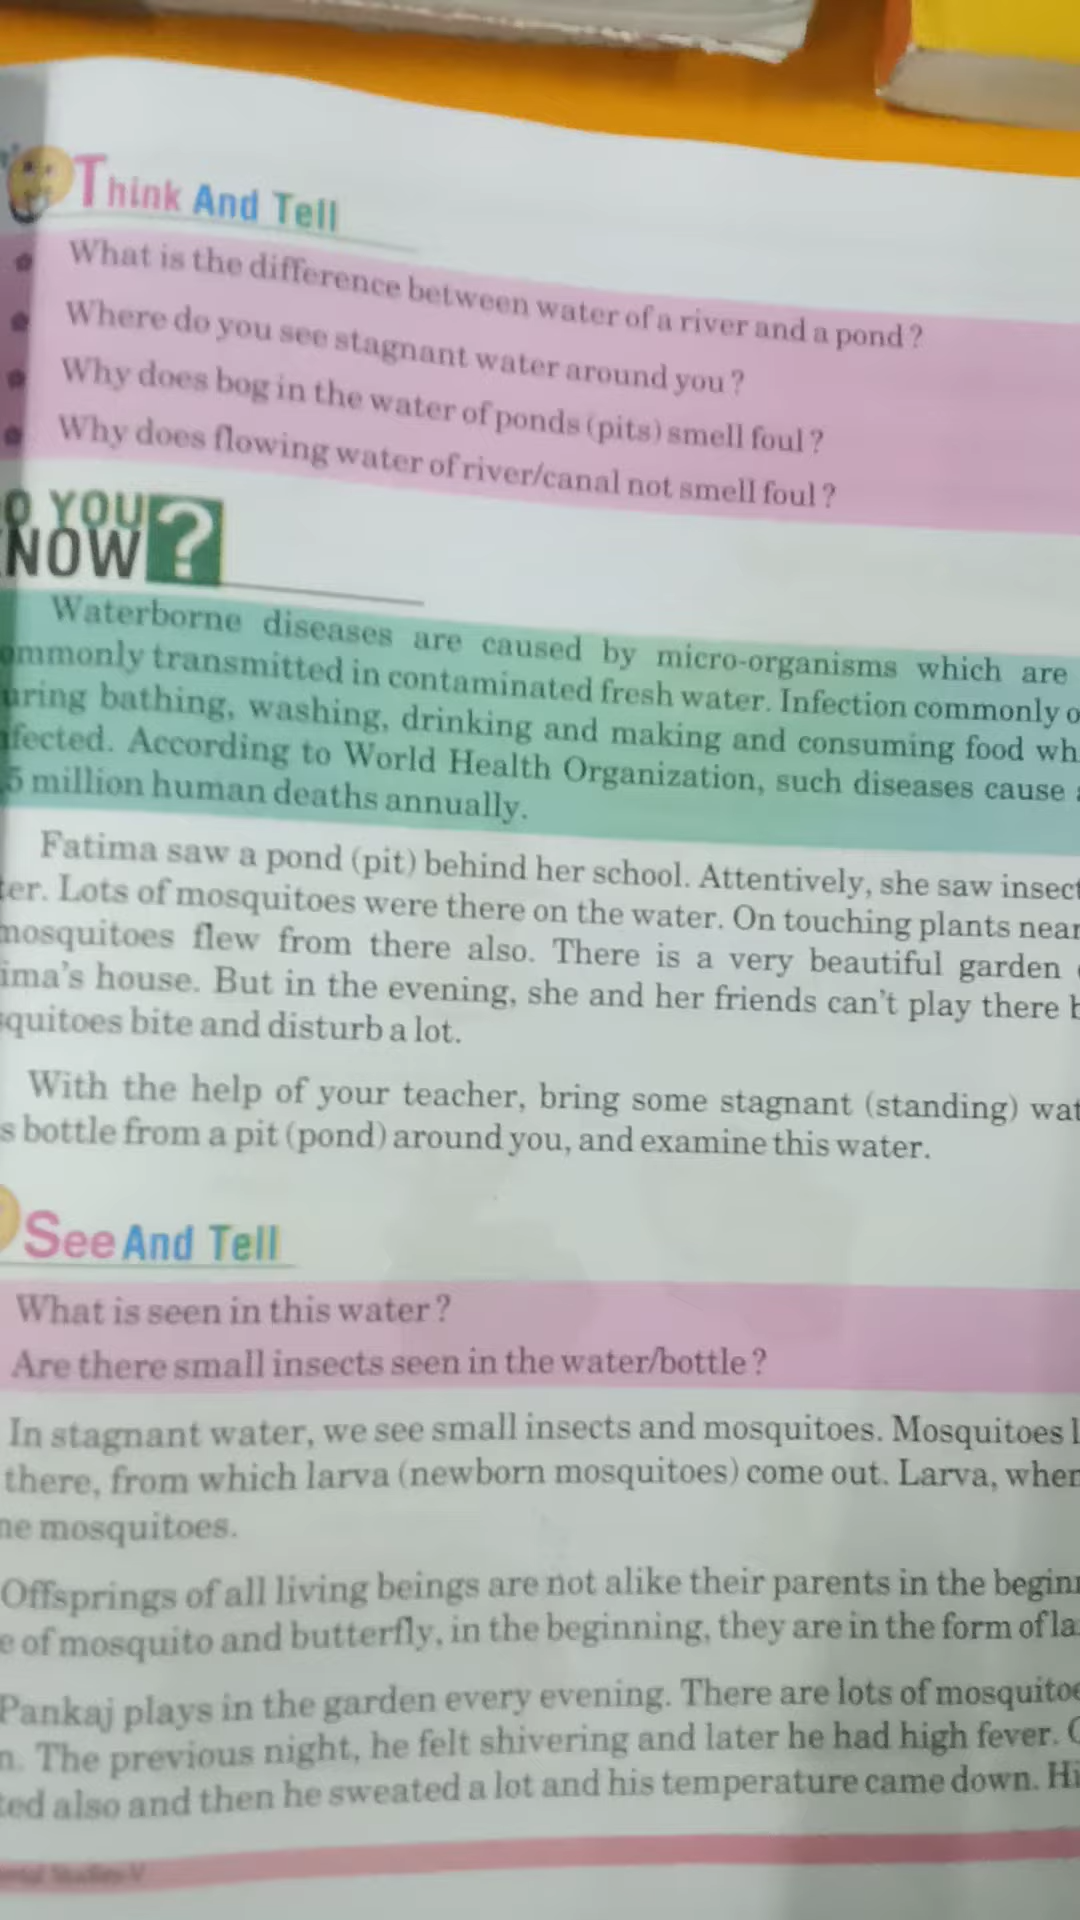 Think And Tell
What is the difference between water of a river and a pond?
Where do you see stagnant water around you?
Why does bog in the water of ponds (pits) smell foul?
Why does flowing water of river/canal not smell foul?
O YOU
NOW ?
Waterborne diseases are caused by micro-organisms which are
ommonly transmitted in contaminated fresh water. Infection commonly o
uring bathing, washing, drinking and making and consuming food wh
fected. According to World Health Organization, such diseases cause a
5 million human deaths annually.
Fatima saw a pond (pit) behind her school. Attentively, she saw insect
ter. Lots of mosquitoes were there on the water. On touching plants near
mosquitoes flew from there also. There is a very beautiful garden
ima's house. But in the evening, she and her friends can't play there b
squitoes bite and disturb a lot.
With the help of your teacher, bring some stagnant (standing) wat
s bottle from a pit (pond) around you, and examine this water.
See And Tell
What is seen in this water?
Are there small insects seen in the water/bottle?
In stagnant water, we see small insects and mosquitoes. Mosquitoes l
there, from which larva (newborn mosquitoes) come out. Larva, when
me mosquitoes.
Offsprings of all living beings are not alike their parents in the beginn
e of mosquito and butterfly, in the beginning, they are in the form of la
Pankaj plays in the garden every evening. There are lots of mosquitoe
n. The previous night, he felt shivering and later he had high fever.
ted also and then he sweated a lot and his temperature came down. Hi
Studies-V